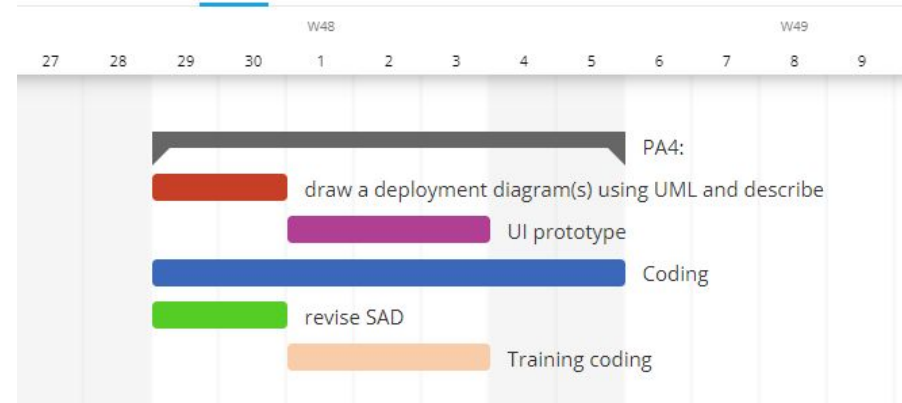 W48 W49
27 28 29 30 1 2 3 4 5 6 7 8 9
PA4:
draw a deployment diagram(s) using UML and describe
UI prototype
Coding
revise SAD
Training coding